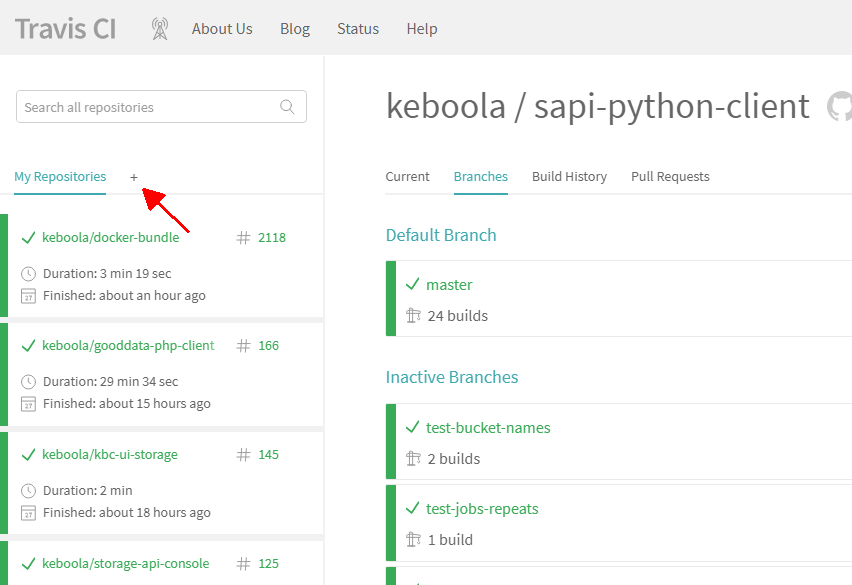 Travis CI
About Us
Blog
Status
Help
Search all repositories
My Repositories +
keboola/docker-bundle # 2118
Duration: 3 min 19 sec
Finished: about an hour ago
keboola/gooddata-php-client # 166
Duration: 29 min 34 sec
27 Finished: about 15 hours ago
keboola/kbc-ui-storage # 145
Duration: 2 min
27 Finished: about 18 hours ago
keboola/storage-api-console # 125
keboola / sapi-python-client
Current
Branches
Build History
Pull Requests
Default Branch
master
24 builds
Inactive Branches
test-bucket-names
2 builds
test-jobs-repeats
1 build